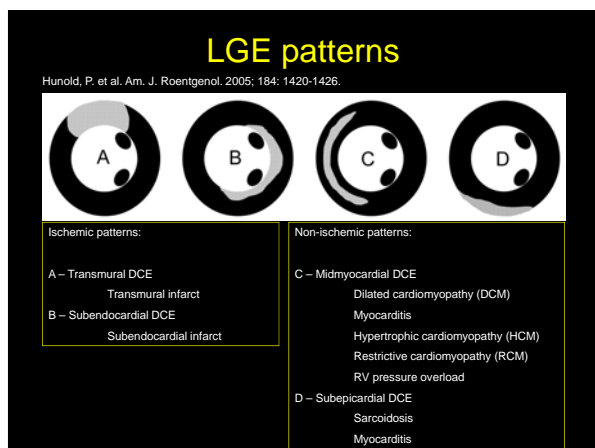 LGE patterns
Hunold, P. et al. Am. J. Roentgenol. 2005; 184: 1420-1426.
A B C D
Ischemic patterns:
A – Transmural DCE
Transmural infarct
B – Subendocardial DCE
Subendocardial infarct
Non-ischemic patterns:
C – Midmyocardial DCE
Dilated cardiomyopathy (DCM)
Myocarditis
Hypertrophic cardiomyopathy (HCM)
Restrictive cardiomyopathy (RCM)
RV pressure overload
D – Subepicardial DCE
Sarcoidosis
Myocarditis